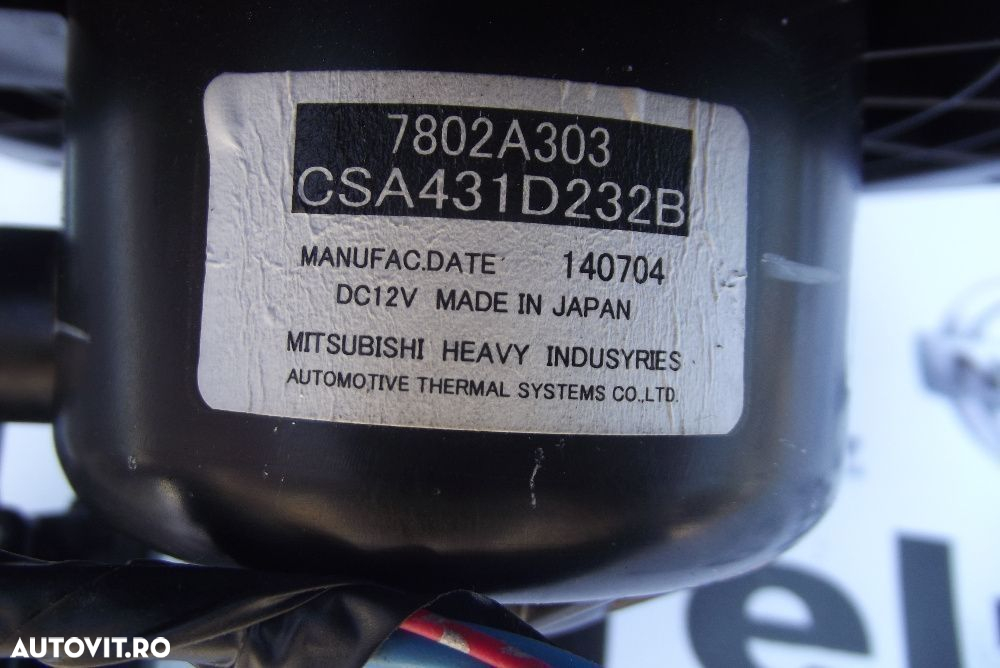 7802A303
CSA431D232B
MANUFAC.DATE 140704
DC12V MADE IN JAPAN
MITSUBISHI HEAVY INDUSYRIES
AUTOMOTIVE THERMAL SYSTEMS CO.,LTD.
AUTOVIT.RO